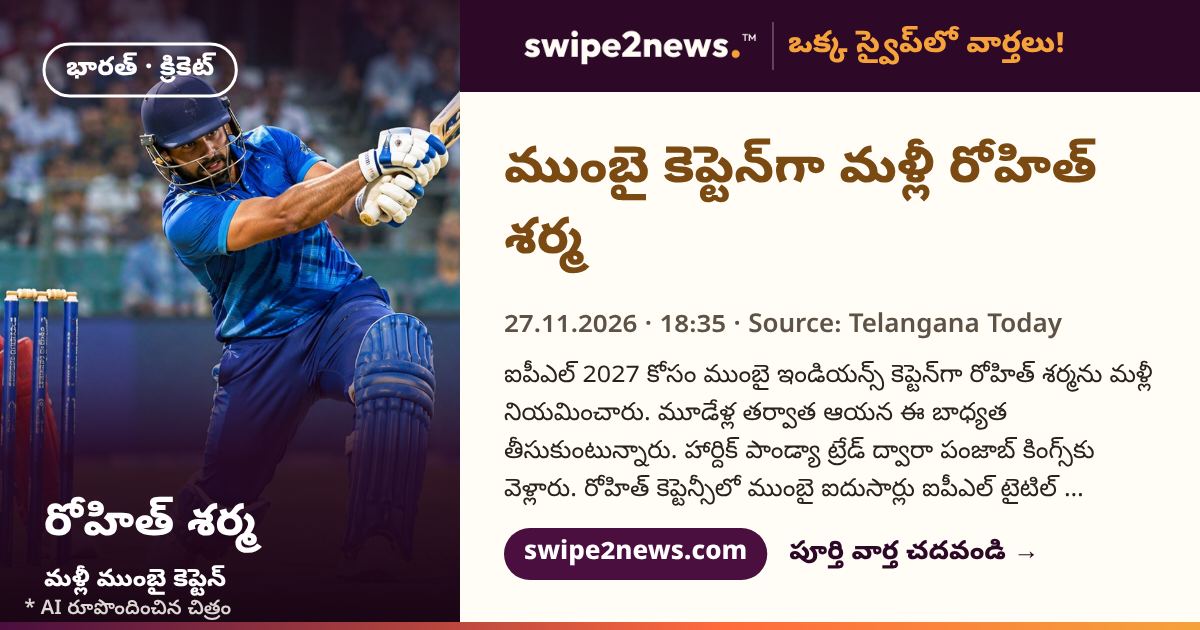 భారత్ · క్రికెట్
swipe2news.™ ఒక్క స్వైప్‌లో వార్తలు!
ముంబై కెప్టెన్‌గా మళ్లీ రోహిత్
శర్మ
27.11.2026 · 18:35 · Source: Telangana Today
ఐపీఎల్ 2027 కోసం ముంబై ఇండియన్స్ కెప్టెన్‌గా రోహిత్ శర్మను మళ్లీ
నియమించారు. మూడేళ్ల తర్వాత ఆయన ఈ బాధ్యత
తీసుకుంటున్నారు. హార్దిక్ పాండ్యా ట్రేడ్ ద్వారా పంజాబ్ కింగ్స్‌కు
వెళ్లారు. రోహిత్ కెప్టెన్సీలో ముంబై ఐదుసార్లు ఐపీఎల్ టైటిల్ ...
swipe2news.com పూర్తి వార్త చదవండి →
రోహిత్ శర్మ
మళ్లీ ముంబై కెప్టెన్
* AI రూపొందించిన చిత్రం